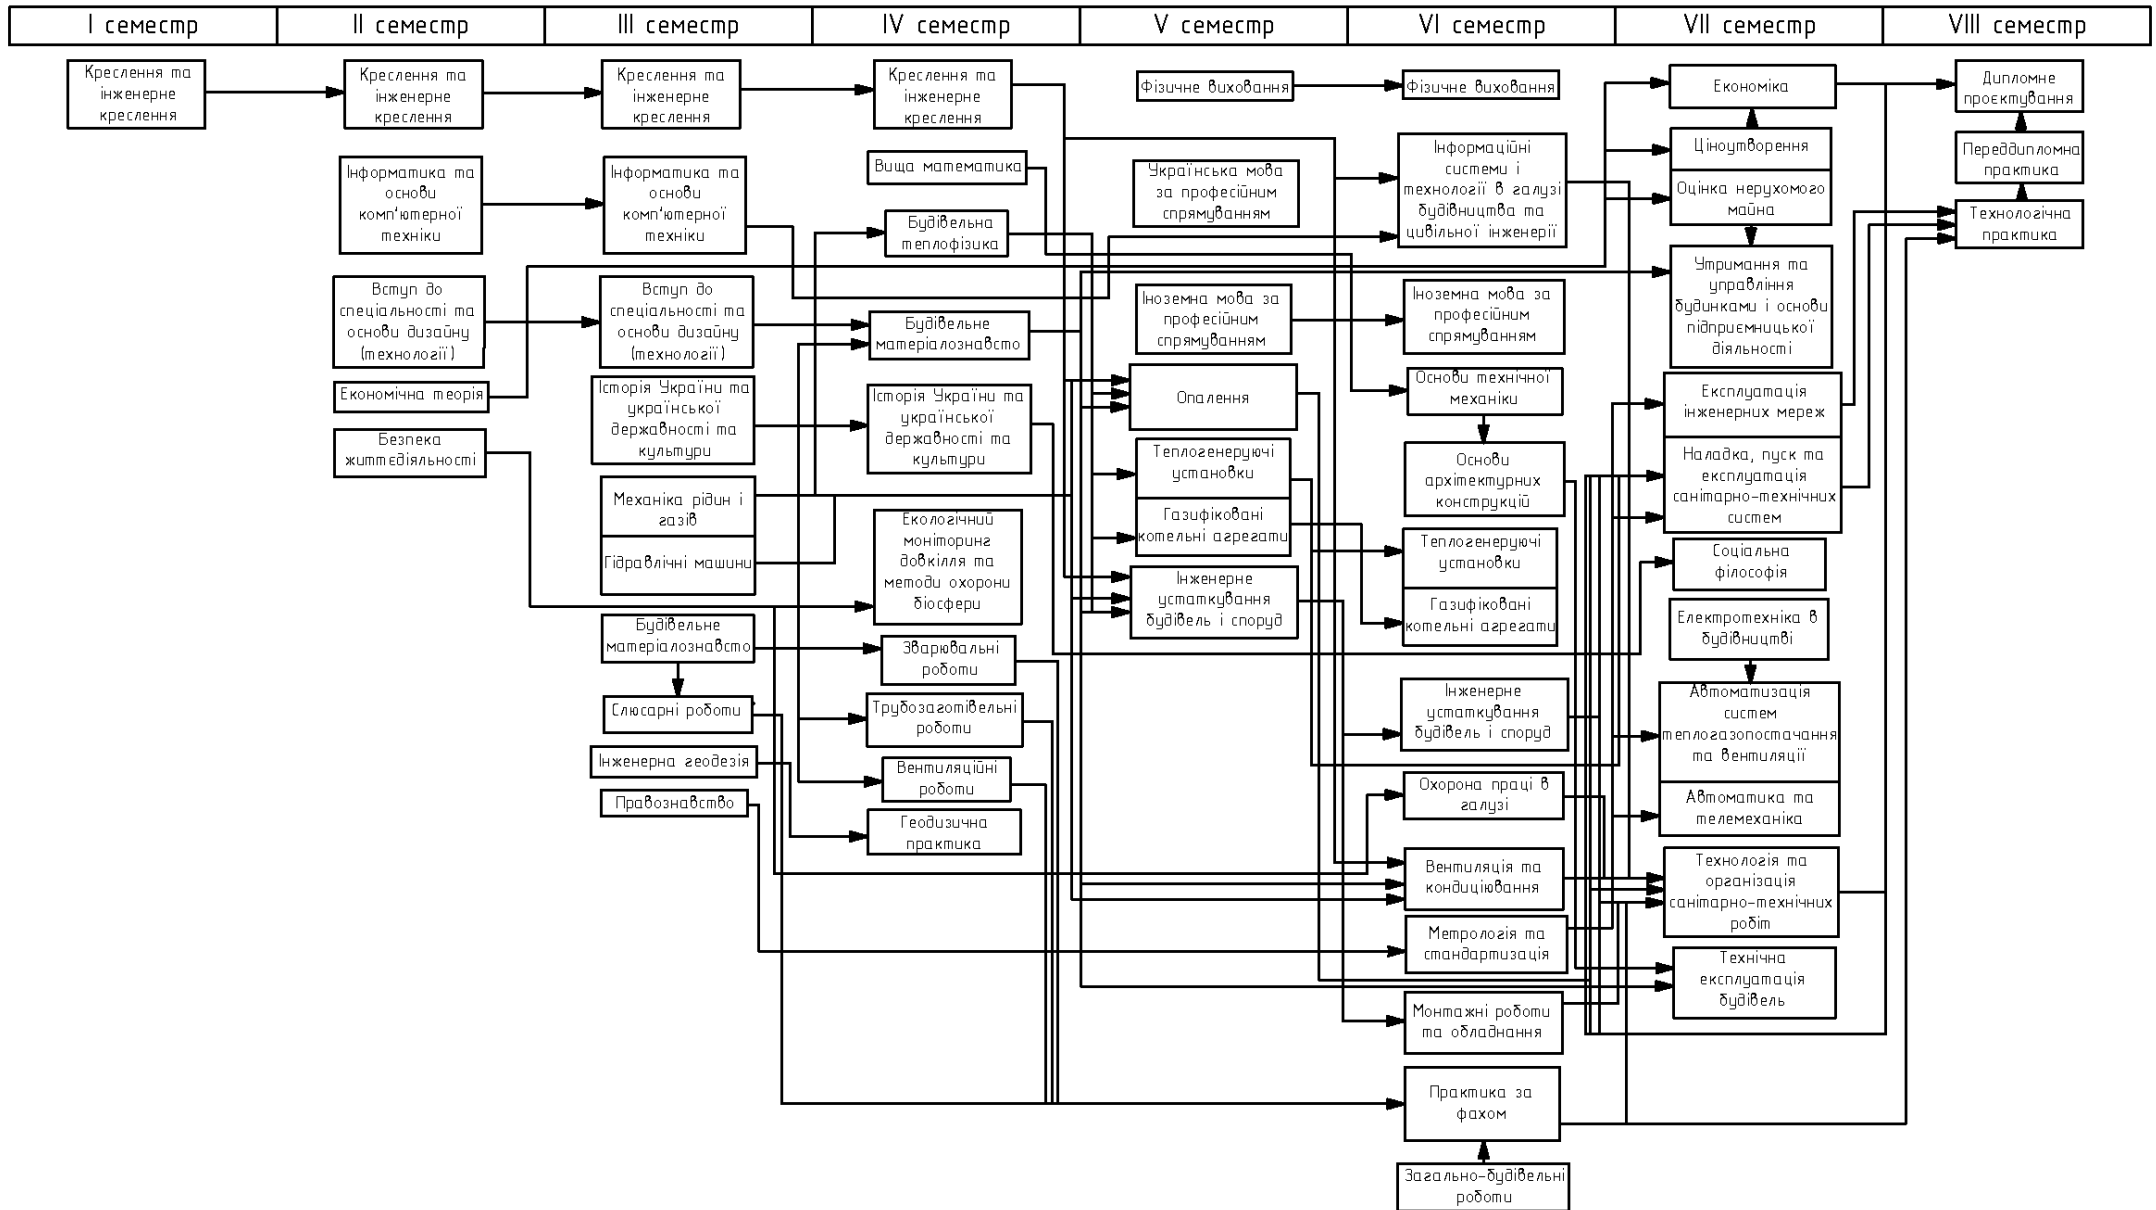 I семестр
II семестр
III семестр
IV семестр
V семестр
VI семестр
VII семестр
VIII семестр
Креслення та
інженерне
креслення
Креслення та
інженерне
креслення
Інформатика та
основи
комп'ютерної
техніки
Вступ до
спеціальності та
основи дизайну
(технології)
Економічна теорія
Безпека
життєдіяльності
Креслення та
інженерне
креслення
Інформатика та
основи
комп'ютерної
техніки
Вступ до
спеціальності та
основи дизайну
(технології)
Історія України та
української
державності та
культури
Механіка рідин і
газів
Гідравлічні машини
Будівельне
матеріалознавсто
Слюсарні роботи
Інженерна геодезія
Правознавство
Креслення та
інженерне
креслення
Вища математика
Будівельна
теплофізика
Будівельне
матеріалознавсто
Історія України та
української
державності та
культури
Екологічний
моніторинг
довкілля та
методи охорони
біосфери
Зварювальні
роботи
Трубозаготівельні
роботи
Вентиляційні
роботи
Геодизична
практика
Фізичне виховання
Українська мова
за професійним
спрямуванням
Іноземна мова за
професійним
спрямуванням
Опалення
Теплогенеруючі
установки
Газифіковані
котельні агрегати
Інженерне
устаткування
будівель і споруд
Фізичне виховання
Інформаційні
системи і
технології в галузі
будівництва та
цивільної інженерії
Іноземна мова за
професійним
спрямуванням
Основи технічної
механіки
Основи
архітектурних
конструкцій
Теплогенеруючі
установки
Газифіковані
котельні агрегати
Інженерне
устаткування
будівель і споруд
Охорона праці в
галузі
Вентиляція та
кондиціювання
Метрологія та
стандартизація
Монтажні роботи
та обладнання
Практика за
фахом
Загально-будівельні
роботи
Економіка
Ціноутворення
Оцінка нерухомого
майна
Утримання та
управління
будинками і основи
підприємницької
діяльності
Експлуатація
інженерних мереж
Наладка, пуск та
експлуатація
санітарно-технічних
систем
Соціальна
філософія
Електротехніка в
будівництві
Автоматизація
систем
теплогазопостачання
та вентиляції
Автоматика та
телемеханіка
Технологія та
організація
санітарно-технічних
робіт
Технічна
експлуатація
будівель
Дипломне
проєктування
Переддипломна
практика
Технологічна
практика